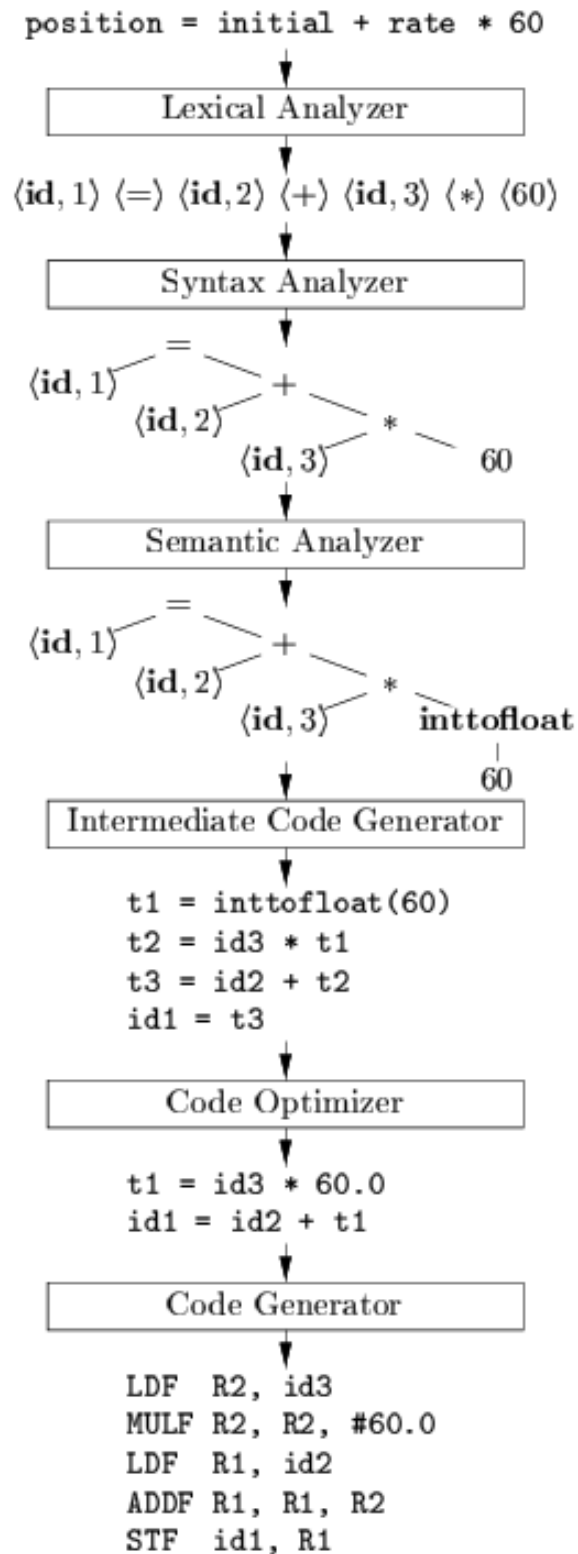 position = initial + rate * 60
Lexical Analyzer
⟨id, 1⟩ ⟨=⟩ ⟨id, 2⟩ ⟨+⟩ ⟨id, 3⟩ ⟨*⟩ ⟨60⟩
Syntax Analyzer
=
⟨id, 1⟩
+
⟨id, 2⟩
*
⟨id, 3⟩
60
Semantic Analyzer
=
⟨id, 1⟩
+
⟨id, 2⟩
*
⟨id, 3⟩
inttofloat
60
Intermediate Code Generator
t1 = inttofloat(60)
t2 = id3 * t1
t3 = id2 + t2
id1 = t3
Code Optimizer
t1 = id3 * 60.0
id1 = id2 + t1
Code Generator
LDF R2, id3
MULF R2, R2, #60.0
LDF R1, id2
ADDF R1, R1, R2
STF id1, R1